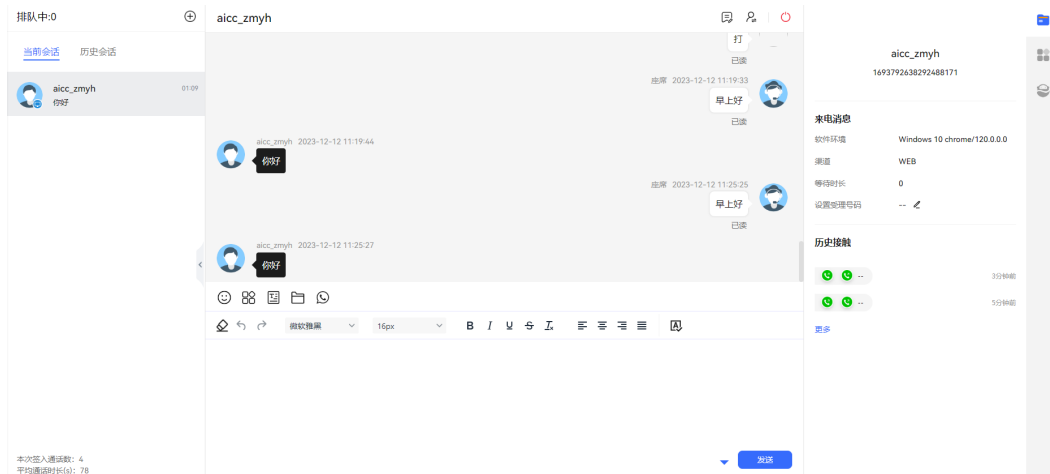 排队中:0
当前会话 历史会话
aicc_zmyh 01:09
你好
本次签入通话数: 4
平均通话时长(s): 78
aicc_zmyh
打
已读
座席 2023-12-12 11:19:33
早上好
已读
aicc_zmyh 2023-12-12 11:19:44
你好
座席 2023-12-12 11:25:25
早上好
已读
aicc_zmyh 2023-12-12 11:25:27
你好
微软雅黑 16px B I U S Tx
发送
aicc_zmyh
1693792638292488171
来电消息
软件环境 Windows 10 chrome/120.0.0.0
渠道 WEB
等待时长 0
设置受理号码 --
历史接触
-- 3分钟前
-- 5分钟前
更多